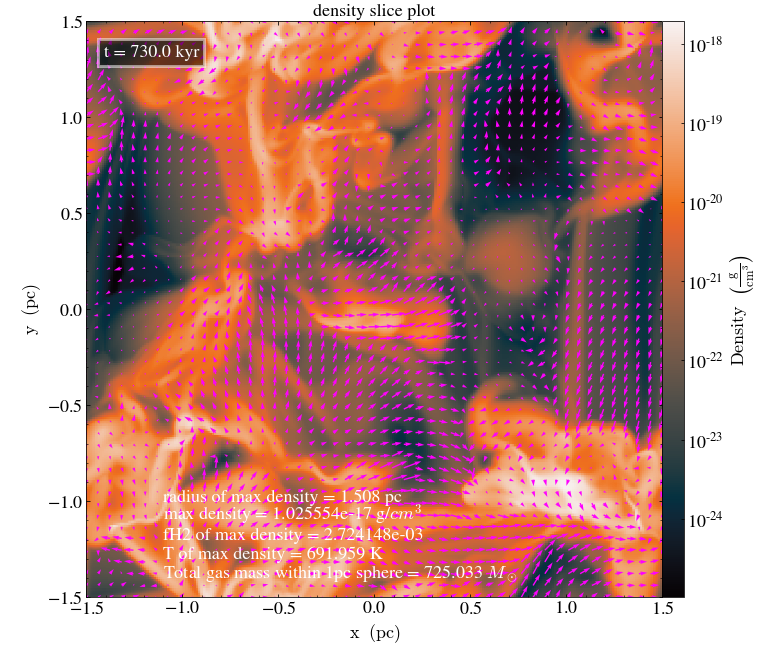 density slice plot
t = 730.0 kyr
1.5
1.0
0.5
0.0
−0.5
−1.0
−1.5
y (pc)
radius of max density = 1.508 pc
max density = 1.025554e-17 g/cm³
fH2 of max density = 2.724148e-03
T of max density = 691.959 K
Total gas mass within 1pc sphere = 725.033 M☉
−1.5 −1.0 −0.5 0.0 0.5 1.0 1.5
x (pc)
10⁻¹⁸
10⁻¹⁹
10⁻²⁰
10⁻²¹
10⁻²²
10⁻²³
10⁻²⁴
Density (g/cm³)